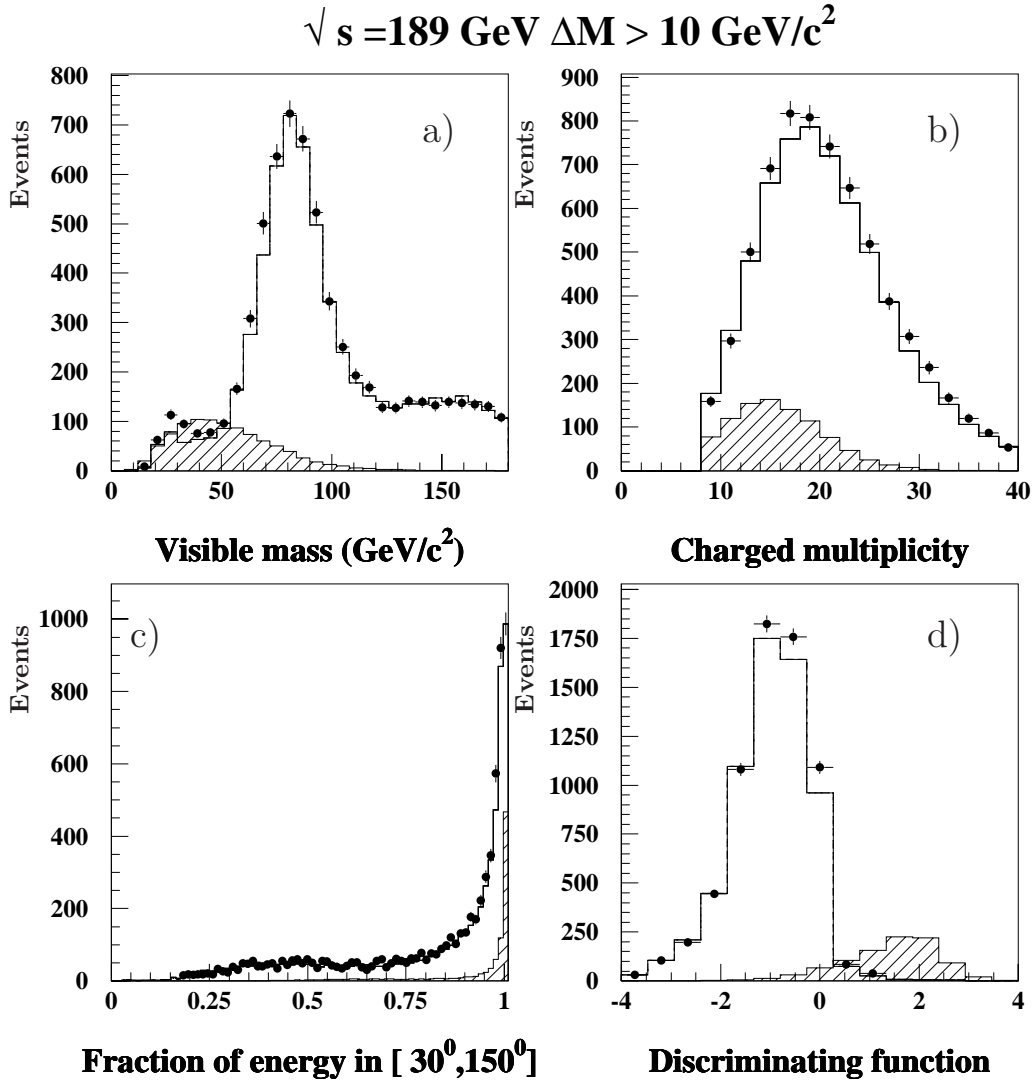 √ s =189 GeV ΔM > 10 GeV/c²
800
700
600
500
400
300
200
100
0
Events
a)
0 50 100 150
Visible mass (GeV/c²)
900
800
700
600
500
400
300
200
100
0
Events
b)
0 10 20 30 40
Charged multiplicity
1000
800
600
400
200
0
Events
c)
0 0.25 0.5 0.75 1
Fraction of energy in [ 30⁰,150⁰]
2000
1750
1500
1250
1000
750
500
250
0
Events
d)
-4 -2 0 2 4
Discriminating function